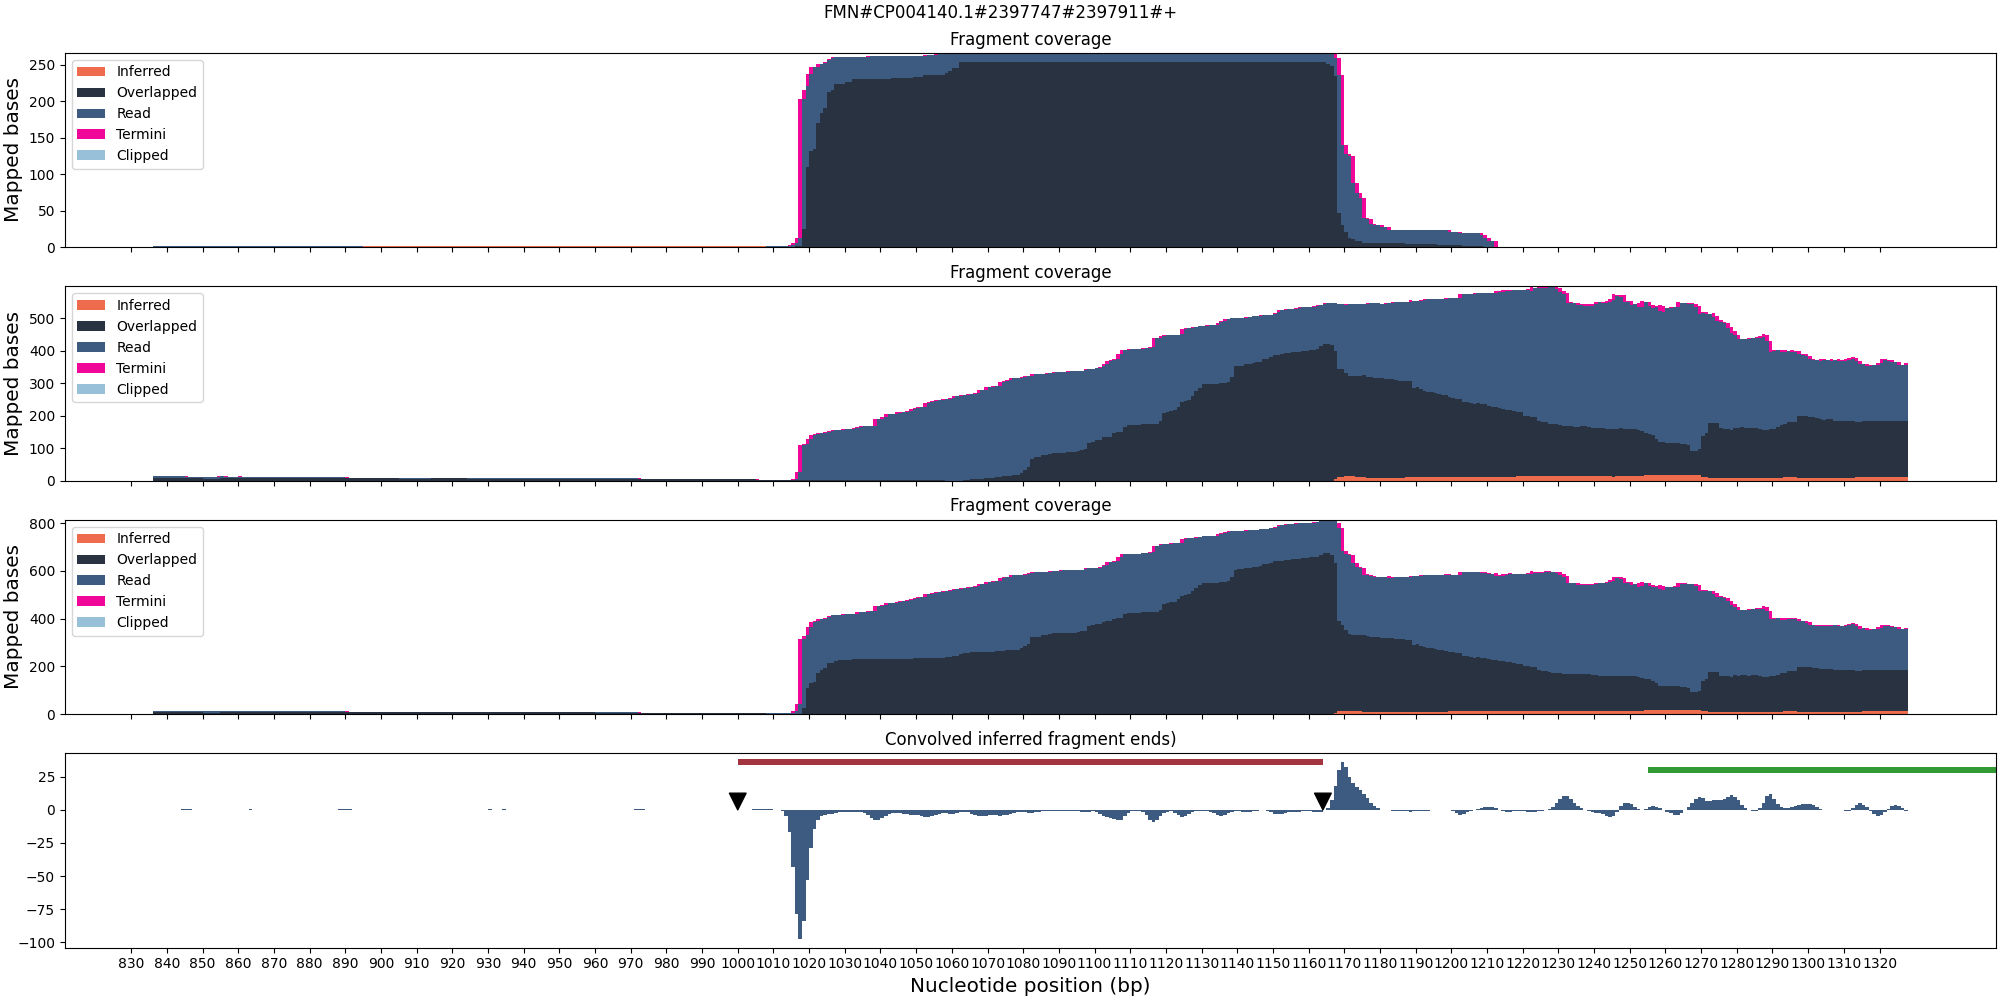 FMN#CP004140.1#2397747#2397911#+
Fragment coverage
Mapped bases
250
200
150
100
50
0
Inferred
Overlapped
Read
Termini
Clipped
Fragment coverage
Mapped bases
500
400
300
200
100
0
Inferred
Overlapped
Read
Termini
Clipped
Fragment coverage
Mapped bases
800
600
400
200
0
Inferred
Overlapped
Read
Termini
Clipped
Convolved inferred fragment ends)
25
0
−25
−50
−75
−100
830 840 850 860 870 880 890 900 910 920 930 940 950 960 970 980 990 1000 1010 1020 1030 1040 1050 1060 1070 1080 1090 1100 1110 1120 1130 1140 1150 1160 1170 1180 1190 1200 1210 1220 1230 1240 1250 1260 1270 1280 1290 1300 1310 1320
Nucleotide position (bp)